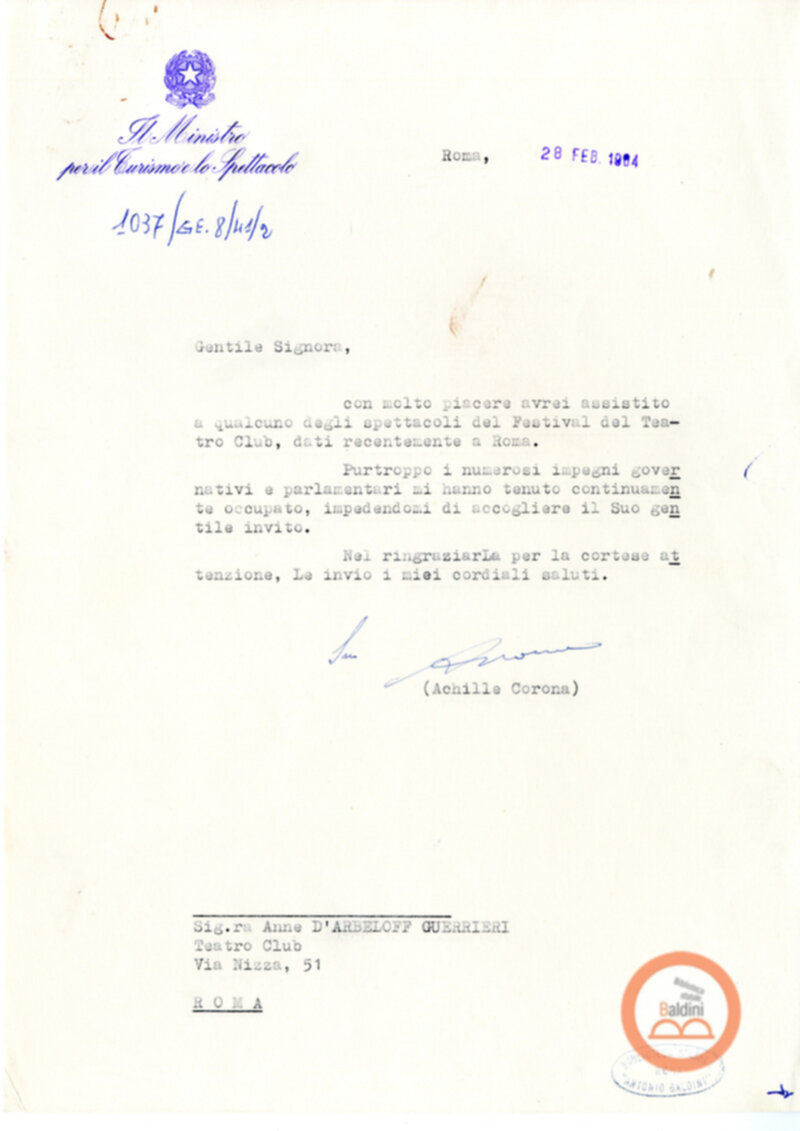 Il Ministro
per il Turismo e lo Spettacolo
Roma, 28 FEB. 1964
1037/GE. 8/41/2
Gentile Signora,
con molto piacere avrei assistito
a qualcuno degli spettacoli del Festival del Tea-
tro Club, dati recentemente a Roma.
Purtroppo i numerosi impegni gover
nativi e parlamentari mi hanno tenuto continuamen
te occupato, impedendomi di accogliere il Suo gen
tile invito.
Nel ringraziarLa per la cortese at
tenzione, Le invio i miei cordiali saluti.
(Achille Corona)
Sig.ra Anne D'ARBELOFF GUERRIERI
Teatro Club
Via Nizza, 51
R O M A
Biblioteca
statale
Baldini
"ANTONIO BALDINI"